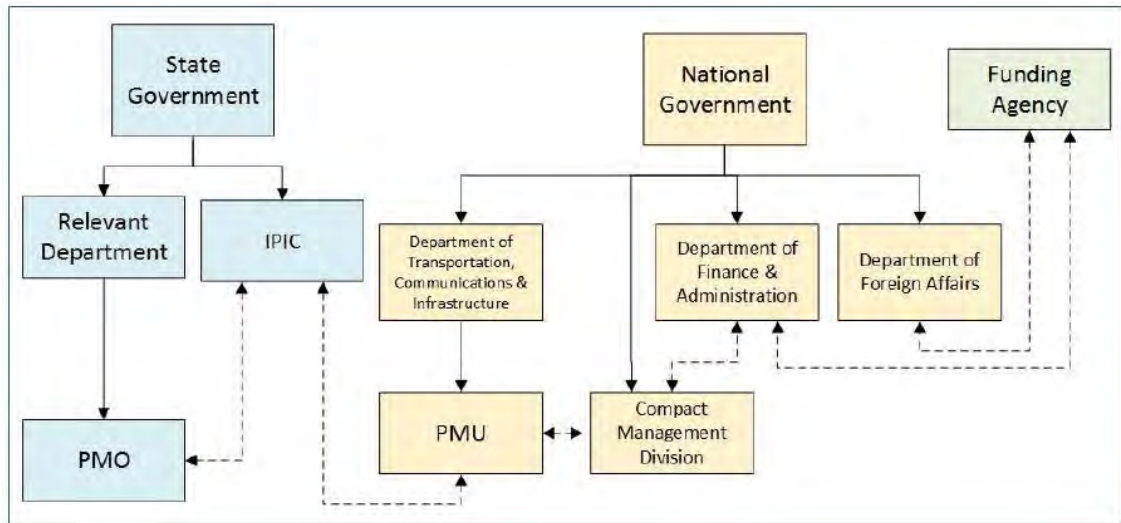 State
Government
National
Government
Funding
Agency
Relevant
Department
IPIC
Department of
Transportation,
Communications &
Infrastructure
Department of
Finance &
Administration
Department of
Foreign Affairs
PMO
PMU
Compact
Management
Division